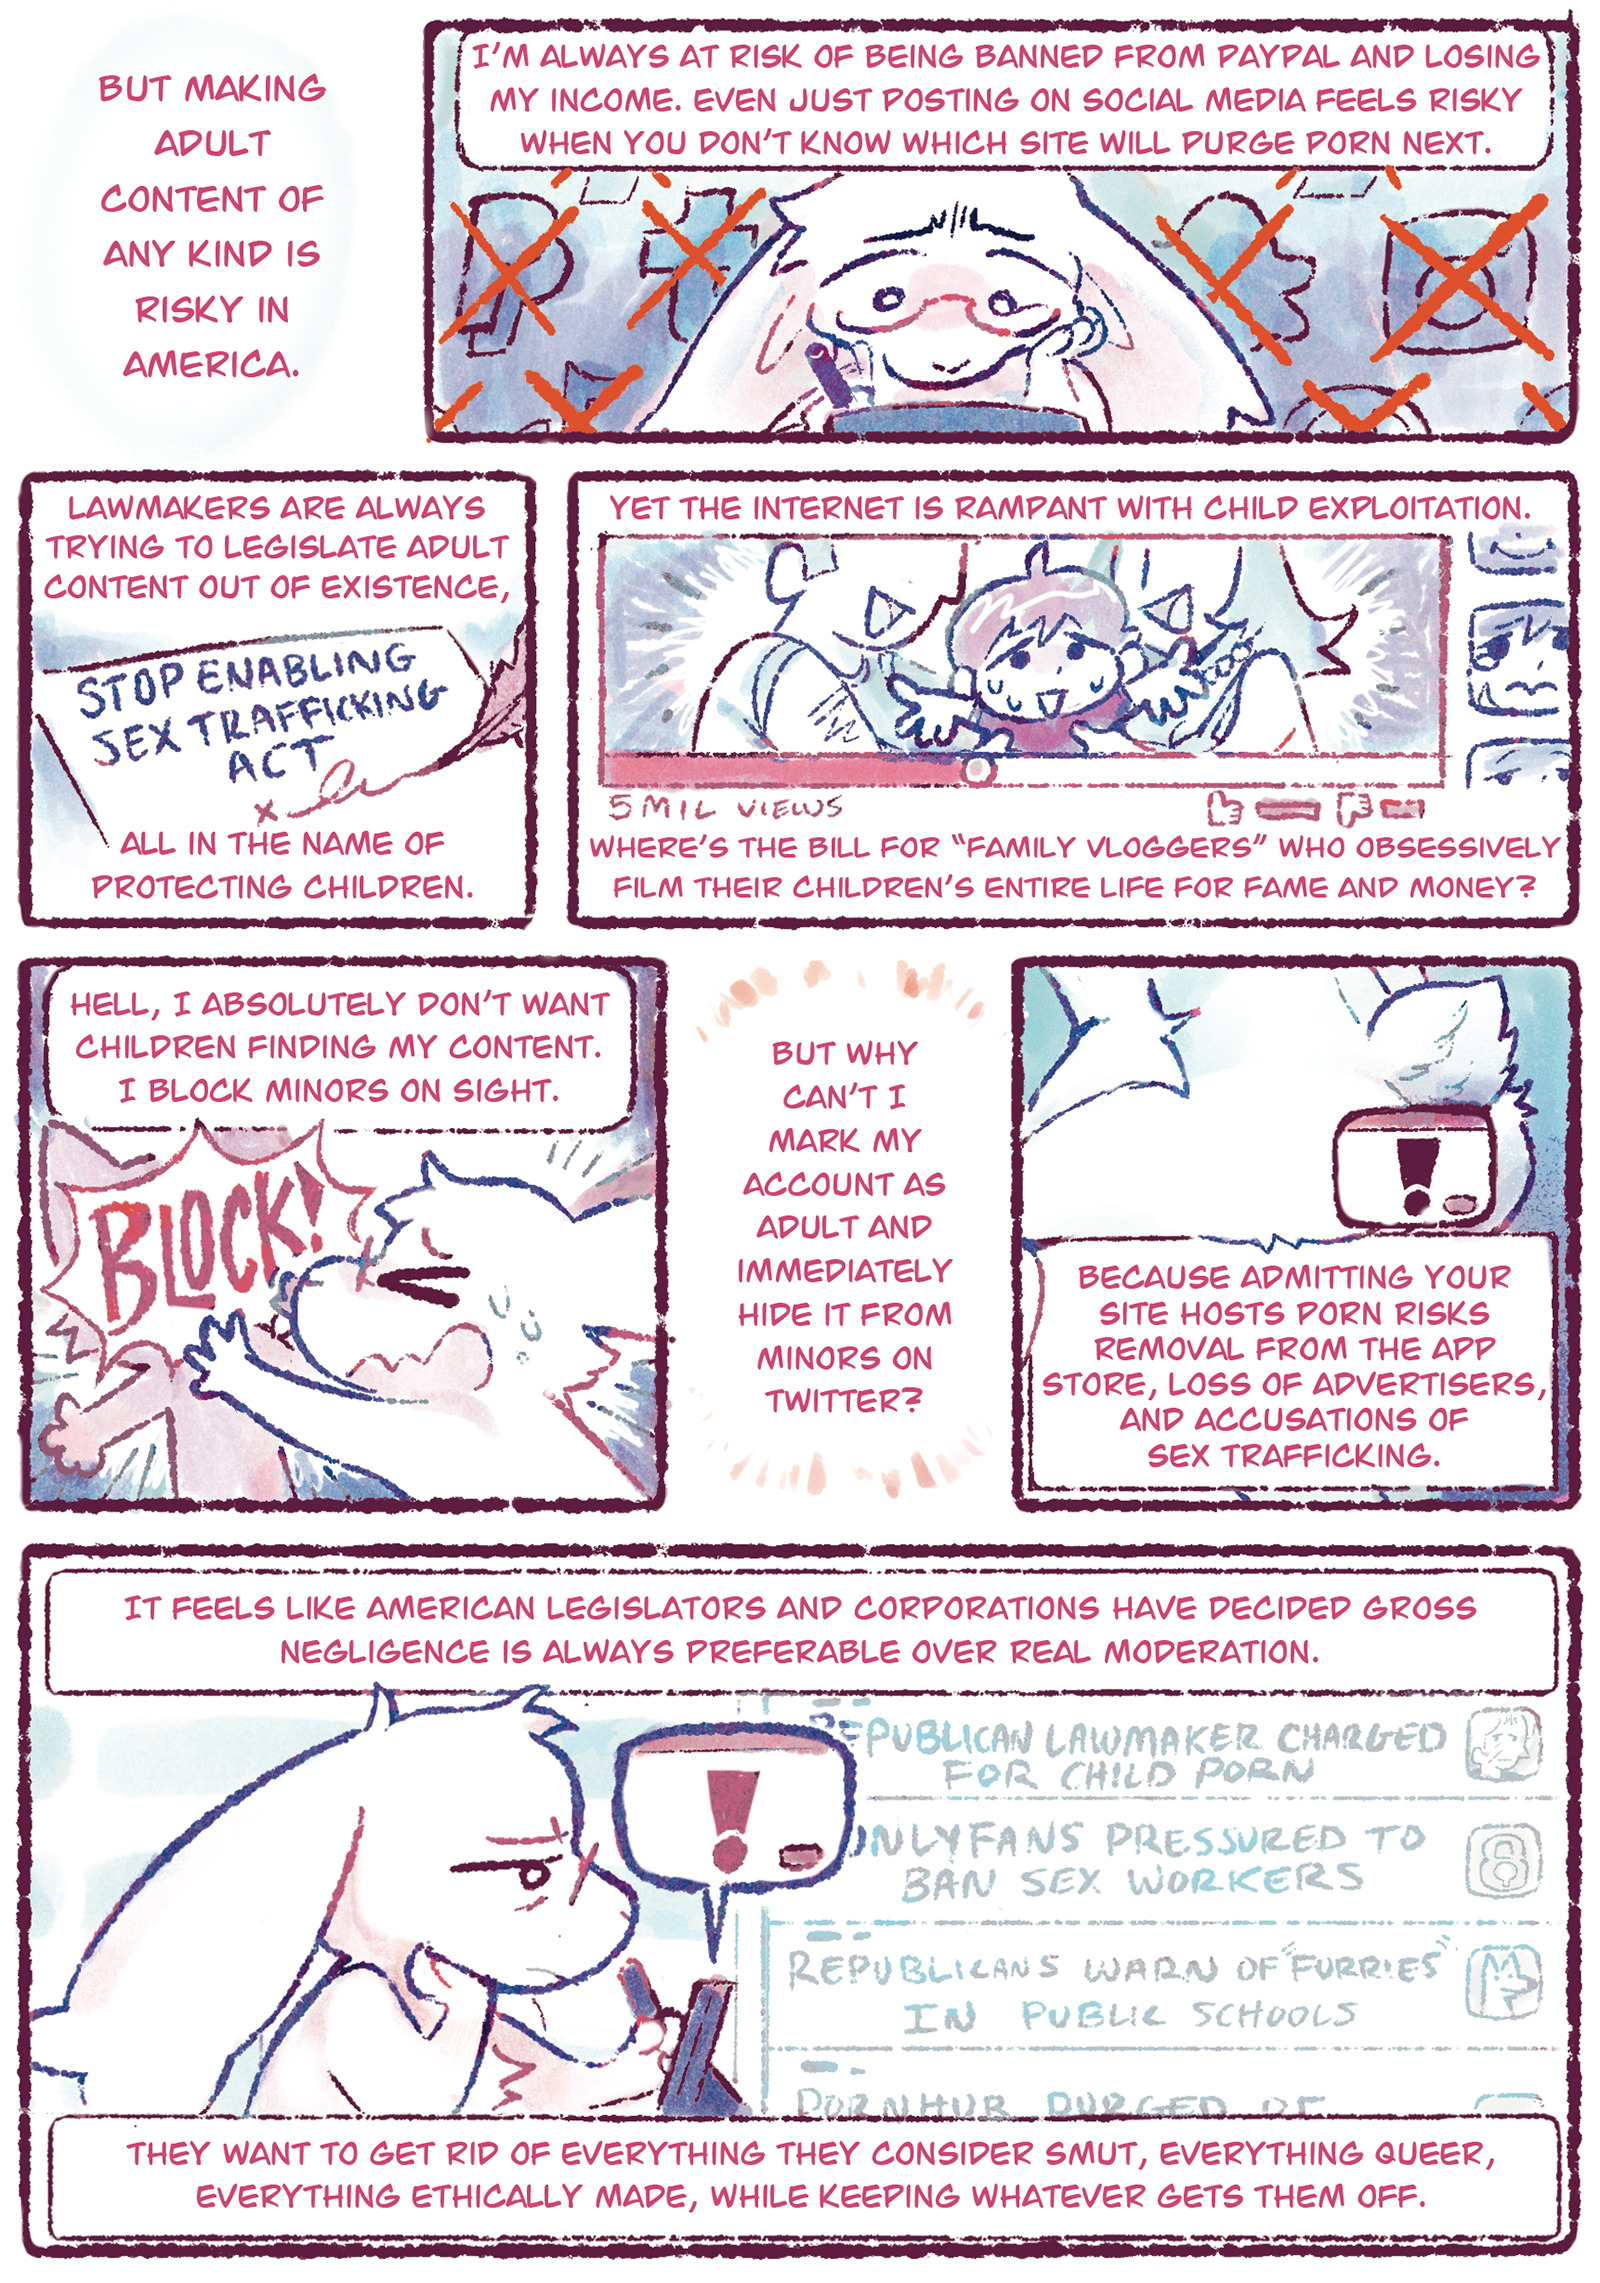 BUT MAKING
ADULT
CONTENT OF
ANY KIND IS
RISKY IN
AMERICA.
I'M ALWAYS AT RISK OF BEING BANNED FROM PAYPAL AND LOSING
MY INCOME. EVEN JUST POSTING ON SOCIAL MEDIA FEELS RISKY
WHEN YOU DON'T KNOW WHICH SITE WILL PURGE PORN NEXT.
LAWMAKERS ARE ALWAYS
TRYING TO LEGISLATE ADULT
CONTENT OUT OF EXISTENCE,
STOP ENABLING
SEX TRAFFICKING
ACT
X
ALL IN THE NAME OF
PROTECTING CHILDREN.
YET THE INTERNET IS RAMPANT WITH CHILD EXPLOITATION.
5 MIL VIEWS
WHERE'S THE BILL FOR "FAMILY VLOGGERS" WHO OBSESSIVELY
FILM THEIR CHILDREN'S ENTIRE LIFE FOR FAME AND MONEY?
HELL, I ABSOLUTELY DON'T WANT
CHILDREN FINDING MY CONTENT.
I BLOCK MINORS ON SIGHT.
BLOCK!
BUT WHY
CAN'T I
MARK MY
ACCOUNT AS
ADULT AND
IMMEDIATELY
HIDE IT FROM
MINORS ON
TWITTER?
!
BECAUSE ADMITTING YOUR
SITE HOSTS PORN RISKS
REMOVAL FROM THE APP
STORE, LOSS OF ADVERTISERS,
AND ACCUSATIONS OF
SEX TRAFFICKING.
IT FEELS LIKE AMERICAN LEGISLATORS AND CORPORATIONS HAVE DECIDED GROSS
NEGLIGENCE IS ALWAYS PREFERABLE OVER REAL MODERATION.
!
REPUBLICAN LAWMAKER CHARGED
FOR CHILD PORN
ONLYFANS PRESSURED TO
BAN SEX WORKERS
REPUBLICANS WARN OF "FURRIES"
IN PUBLIC SCHOOLS
PORNHUB PURGED OF
THEY WANT TO GET RID OF EVERYTHING THEY CONSIDER SMUT, EVERYTHING QUEER,
EVERYTHING ETHICALLY MADE, WHILE KEEPING WHATEVER GETS THEM OFF.